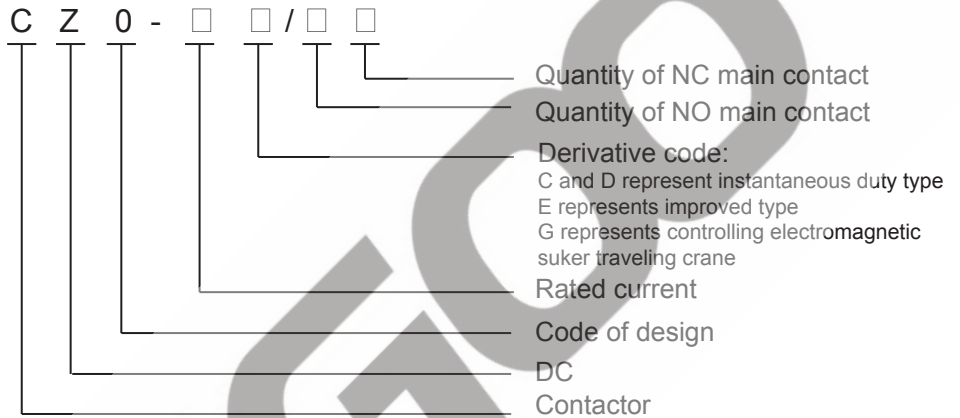 C Z 0 - □ □ / □ □
Quantity of NC main contact
Quantity of NO main contact
Derivative code:
C and D represent instantaneous duty type
E represents improved type
G represents controlling electromagnetic
suker traveling crane
Rated current
Code of design
DC
Contactor